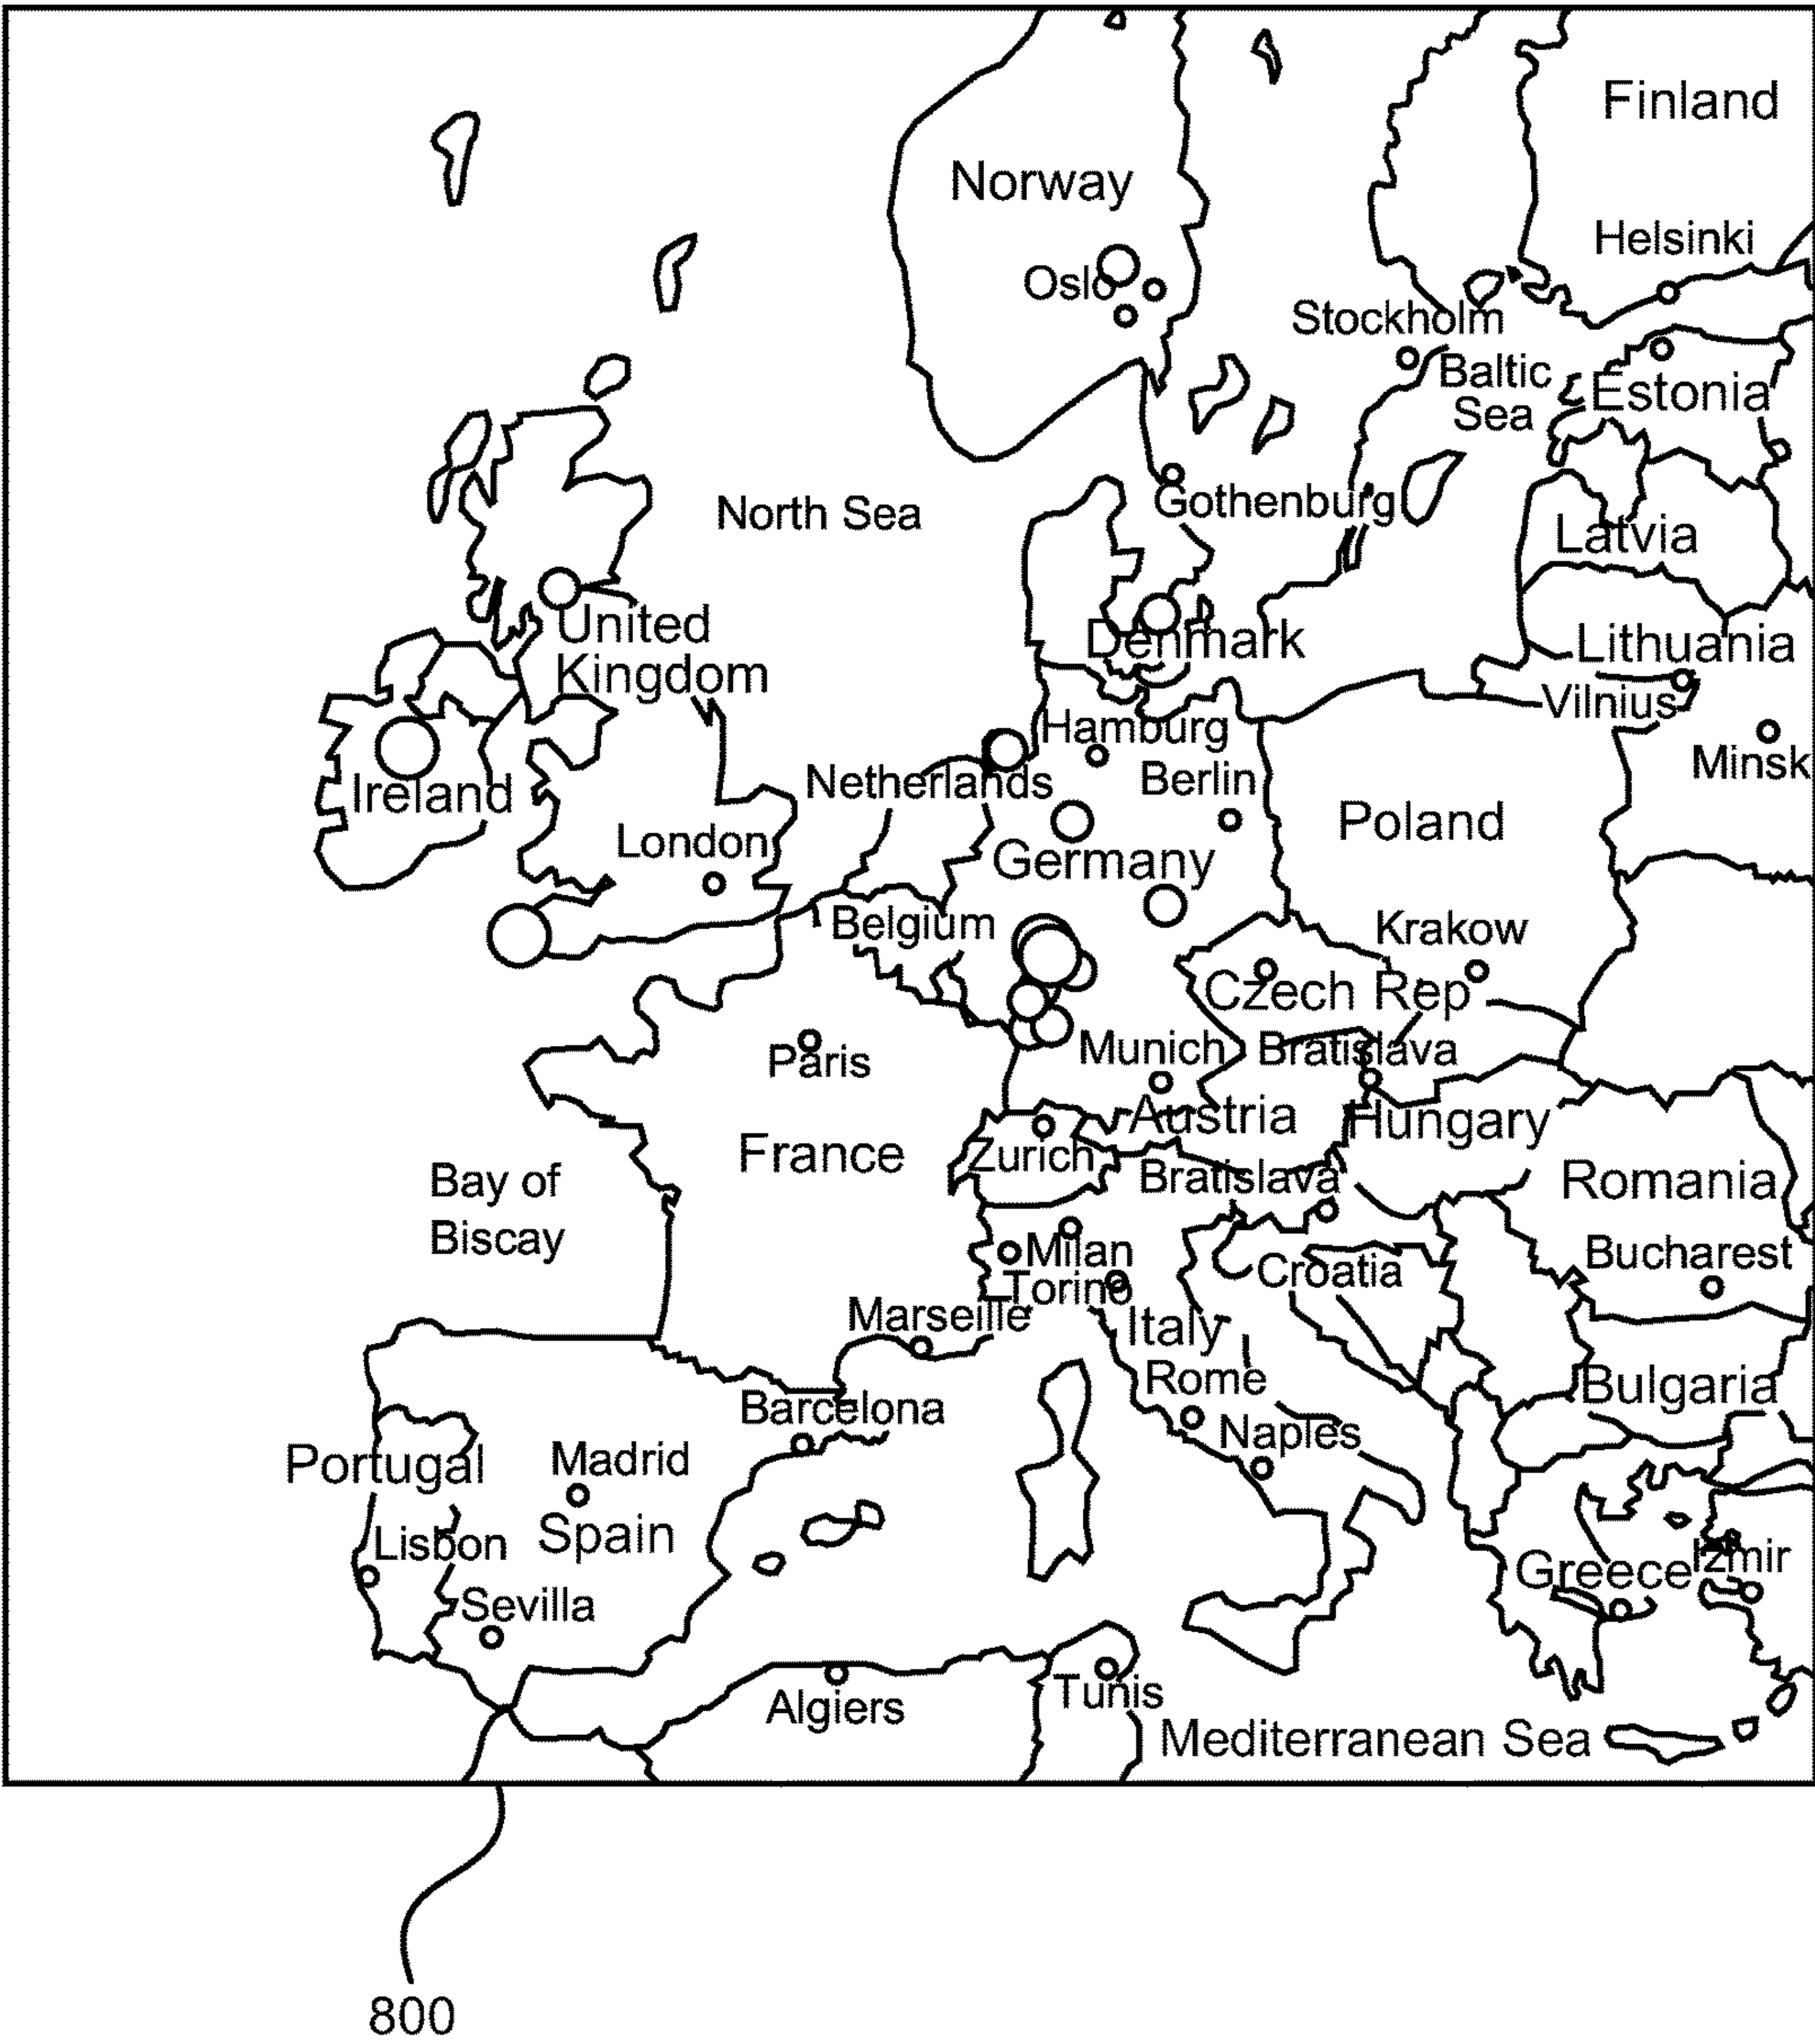 Finland
Norway
Helsinki
Oslo
Stockholm
Baltic
Sea
Estonia
Gothenburg
North Sea
Latvia
United
Kingdom
Denmark
Lithuania
Vilnius
Hamburg
Minsk
Netherlands
Berlin
Ireland
Poland
London
Germany
Belgium
Krakow
Czech Rep
Munich
Bratislava
Paris
Austria
Hungary
France
Zurich
Bratislava
Romania
Bay of
Biscay
Milan
Croatia
Bucharest
Torino
Marseille
Italy
Rome
Bulgaria
Barcelona
Naples
Portugal
Madrid
Spain
Lisbon
Izmir
Greece
Sevilla
Tunis
Algiers
Mediterranean Sea
800